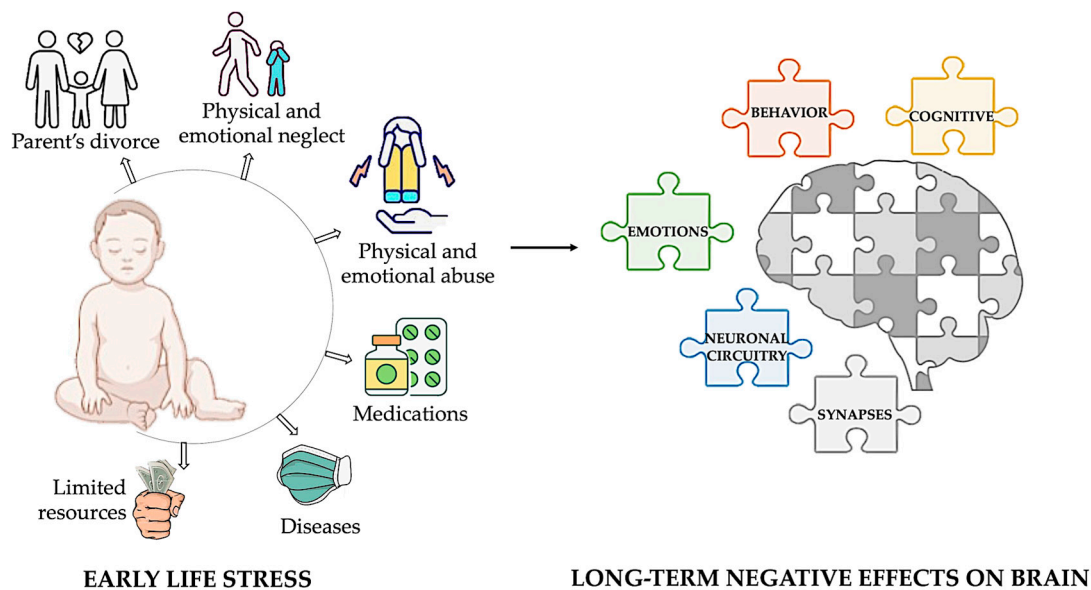 Parent's divorce
Physical and
emotional neglect
Physical and
emotional abuse
Medications
Diseases
Limited
resources
EARLY LIFE STRESS
BEHAVIOR
COGNITIVE
EMOTIONS
NEURONAL
CIRCUITRY
SYNAPSES
LONG-TERM NEGATIVE EFFECTS ON BRAIN